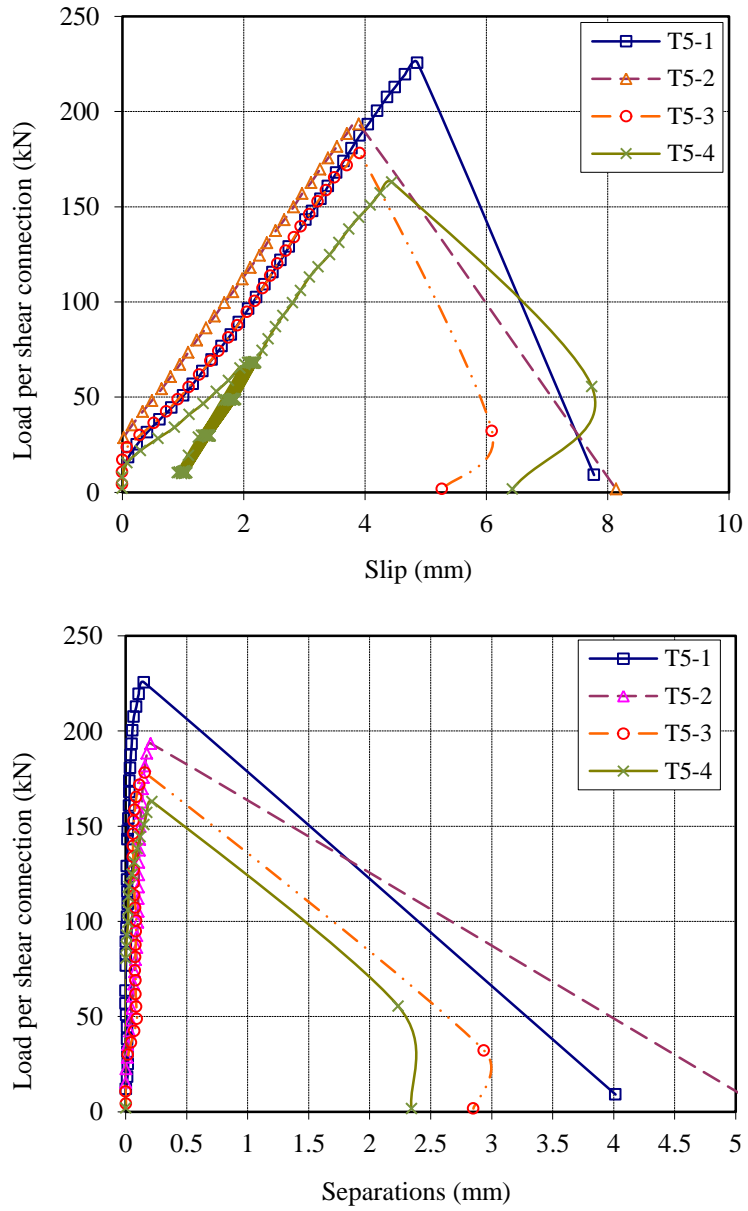 250
200
150
100
50
0
Load per shear connection (kN)
T5-1
T5-2
T5-3
T5-4
0 2 4 6 8 10
Slip (mm)
250
200
150
100
50
0
Load per shear connection (kN)
T5-1
T5-2
T5-3
T5-4
0 0.5 1 1.5 2 2.5 3 3.5 4 4.5 5
Separations (mm)